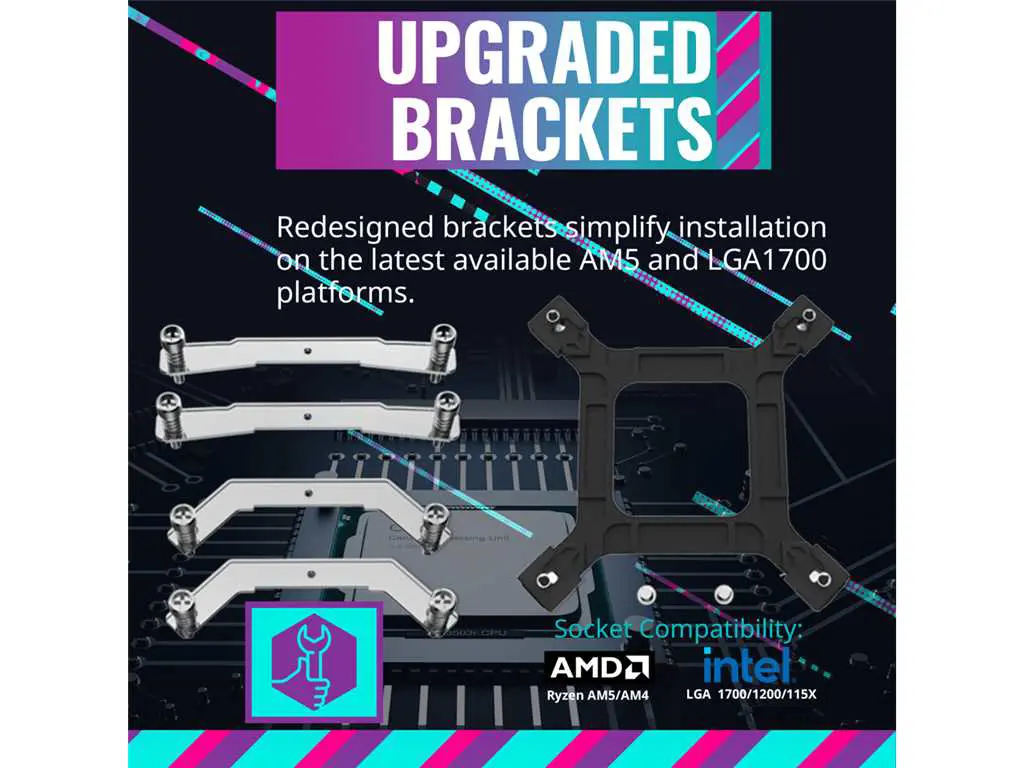 UPGRADED
BRACKETS
Redesigned brackets simplify installation
on the latest available AM5 and LGA1700
platforms.
Socket Compatibility:
AMD
intel
Ryzen AM5/AM4
LGA 1700/1200/115X